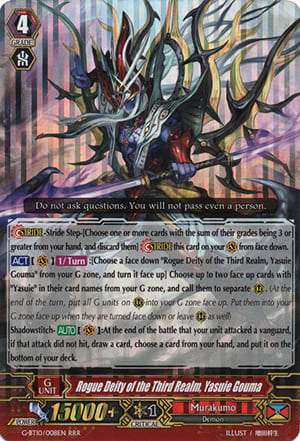 4
GRADE
Do not ask questions. You will not pass even a person.
STRIDE -Stride Step-[Choose one or more cards with the sum of their grades being 3 or
greater from your hand, and discard them] STRIDE this card on your (V) from face down.
ACT (V) 1/Turn :[Choose a face down "Rogue Deity of the Third Realm, Yasuie
Gouma" from your G zone, and turn it face up] Choose up to two face up cards with
"Yasuie" in their card names from your G zone, and call them to separate (R). (At the
end of the turn, put all G units on (R) into your G zone face up. Put them into your
G zone face up when they are turned face down or leave (R) as well.)
Shadowstitch- AUTO (V) :At the end of the battle that your unit attacked a vanguard,
if that attack did not hit, draw a card, choose a card from your hand, and put it on the
bottom of your deck.
Rogue Deity of the Third Realm, Yasuie Gouma
G
UNIT
POWER 15000+
1
CRITICAL
Murakumo
Demon
G-BT10/008EN RRR
ILLUST / 増田幹生